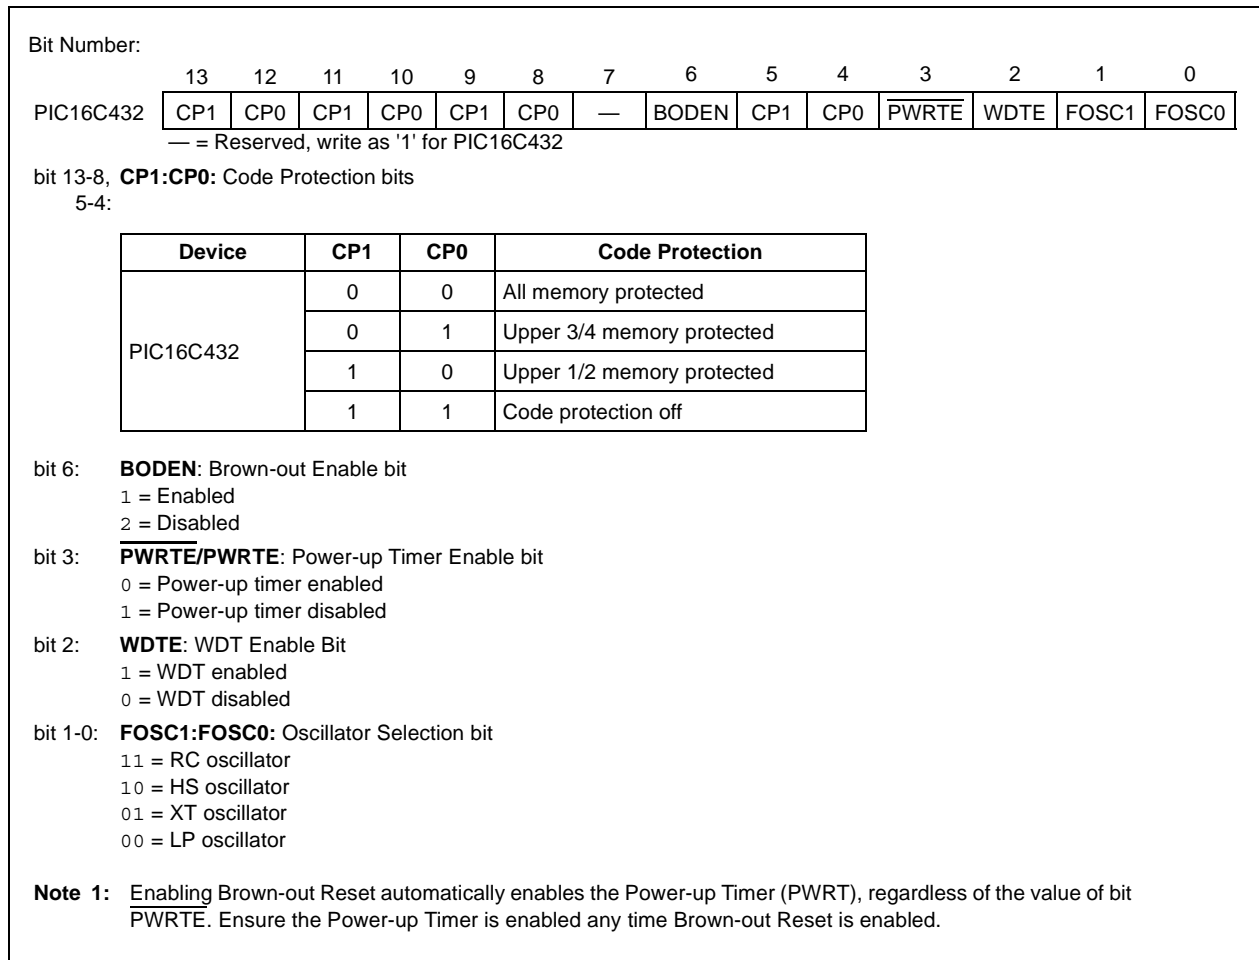 Bit Number:
13 12 11 10 9 8 7 6 5 4 3 2 1 0
PIC16C432 CP1 CP0 CP1 CP0 CP1 CP0 — BODEN CP1 CP0 PWRTE WDTE FOSC1 FOSC0
— = Reserved, write as '1' for PIC16C432
bit 13-8, CP1:CP0: Code Protection bits
5-4:
Device CP1 CP0 Code Protection
0 0 All memory protected
0 1 Upper 3/4 memory protected
PIC16C432
1 0 Upper 1/2 memory protected
1 1 Code protection off
bit 6: BODEN: Brown-out Enable bit
1 = Enabled
2 = Disabled
bit 3: PWRTE/PWRTE: Power-up Timer Enable bit
0 = Power-up timer enabled
1 = Power-up timer disabled
bit 2: WDTE: WDT Enable Bit
1 = WDT enabled
0 = WDT disabled
bit 1-0: FOSC1:FOSC0: Oscillator Selection bit
11 = RC oscillator
10 = HS oscillator
01 = XT oscillator
00 = LP oscillator
Note 1: Enabling Brown-out Reset automatically enables the Power-up Timer (PWRT), regardless of the value of bit
PWRTE. Ensure the Power-up Timer is enabled any time Brown-out Reset is enabled.